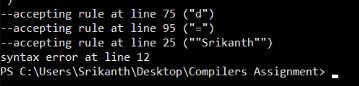 )
--accepting rule at line 75 ("d")
--accepting rule at line 95 ("=")
--accepting rule at line 25 (""Srikanth"")
syntax error at line 12
PS C:\Users\Srikanth\Desktop\Compilers Assignment>